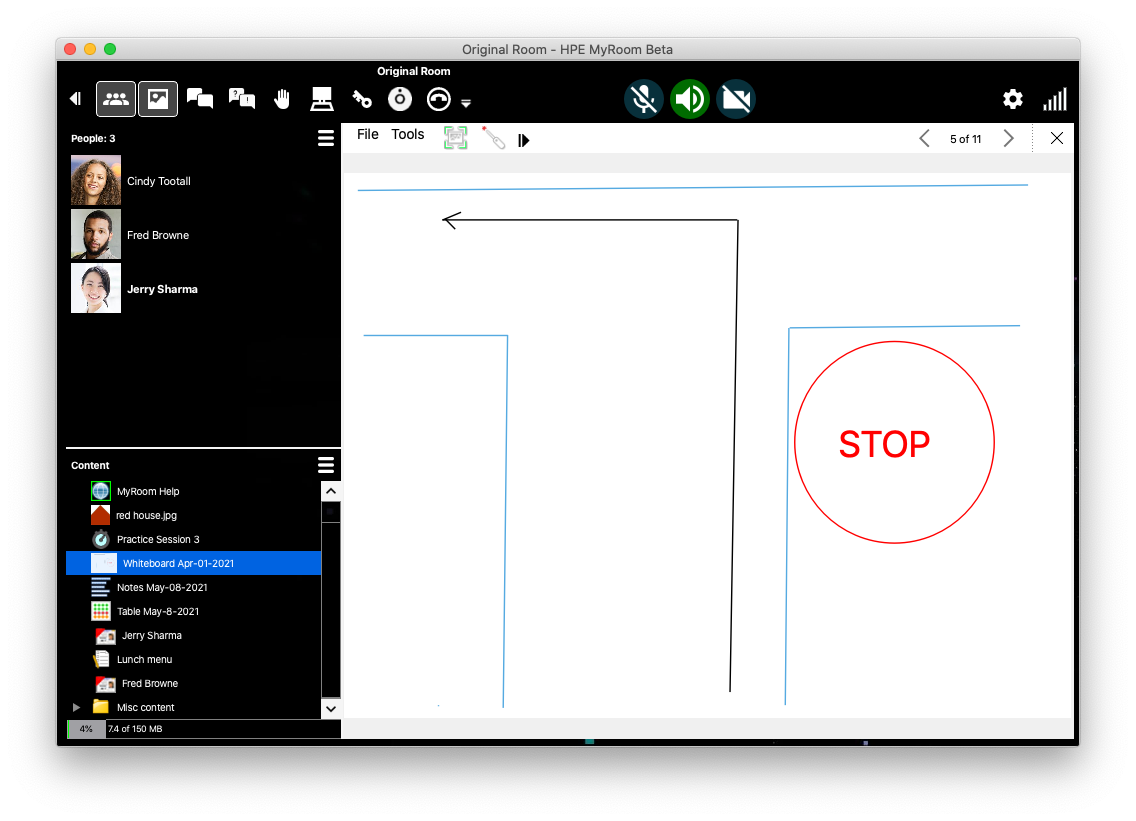 Original Room - HPE MyRoom Beta
Original Room
People: 3
Cindy Tootall
Fred Browne
Jerry Sharma
File Tools
5 of 11
STOP
Content
MyRoom Help
red house.jpg
Practice Session 3
Whiteboard Apr-01-2021
Notes May-08-2021
Table May-8-2021
Jerry Sharma
Lunch menu
Fred Browne
Misc content
4% 7.4 of 150 MB